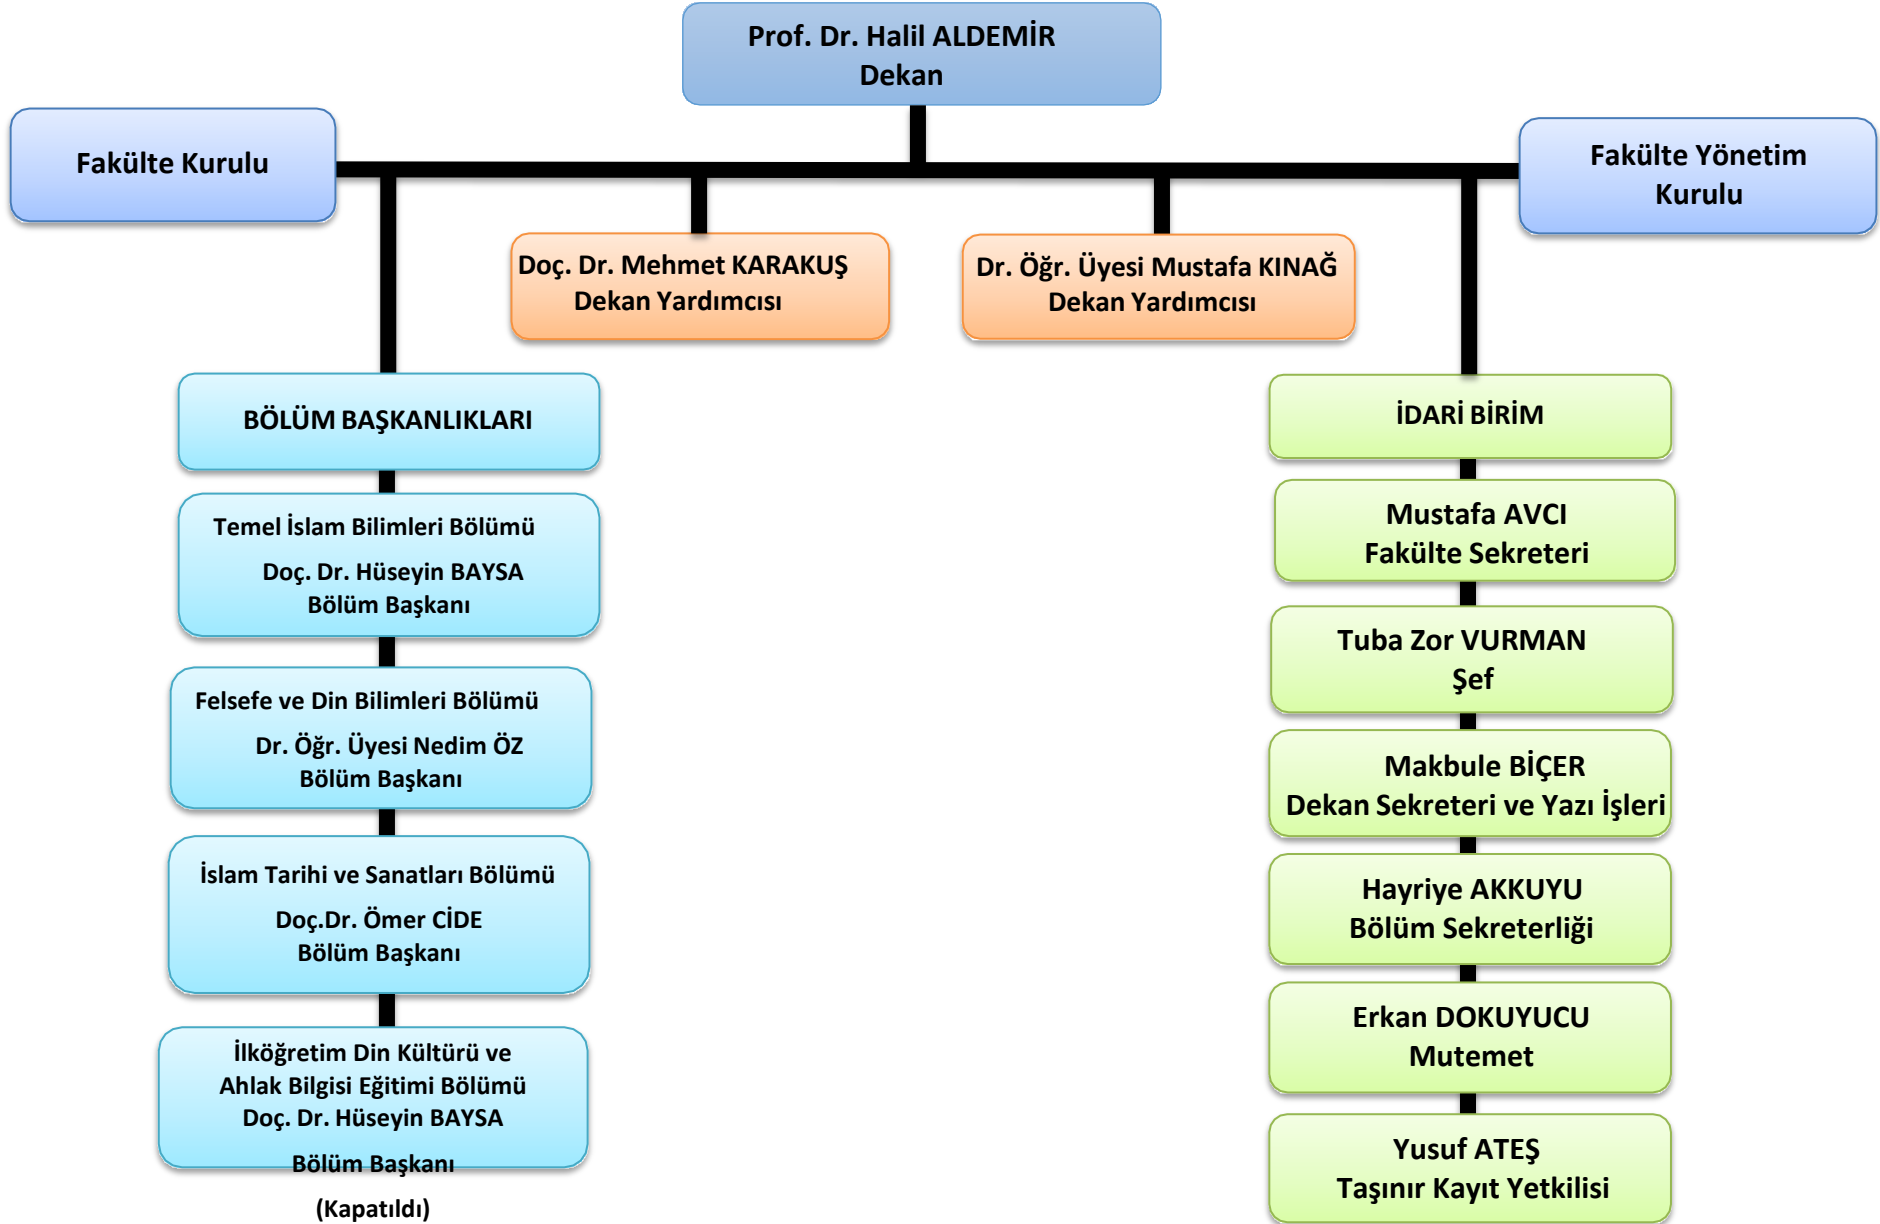 Prof. Dr. Halil ALDEMİR
Dekan
Fakülte Kurulu
Fakülte Yönetim
Kurulu
Doç. Dr. Mehmet KARAKUŞ
Dekan Yardımcısı
Dr. Öğr. Üyesi Mustafa KINAĞ
Dekan Yardımcısı
BÖLÜM BAŞKANLIKLARI
Temel İslam Bilimleri Bölümü
Doç. Dr. Hüseyin BAYSA
Bölüm Başkanı
Felsefe ve Din Bilimleri Bölümü
Dr. Öğr. Üyesi Nedim ÖZ
Bölüm Başkanı
İslam Tarihi ve Sanatları Bölümü
Doç.Dr. Ömer CİDE
Bölüm Başkanı
İlköğretim Din Kültürü ve
Ahlak Bilgisi Eğitimi Bölümü
Doç. Dr. Hüseyin BAYSA
Bölüm Başkanı
(Kapatıldı)
İDARİ BİRİM
Mustafa AVCI
Fakülte Sekreteri
Tuba Zor VURMAN
Şef
Makbule BİÇER
Dekan Sekreteri ve Yazı İşleri
Hayriye AKKUYU
Bölüm Sekreterliği
Erkan DOKUYUCU
Mutemet
Yusuf ATEŞ
Taşınır Kayıt Yetkilisi